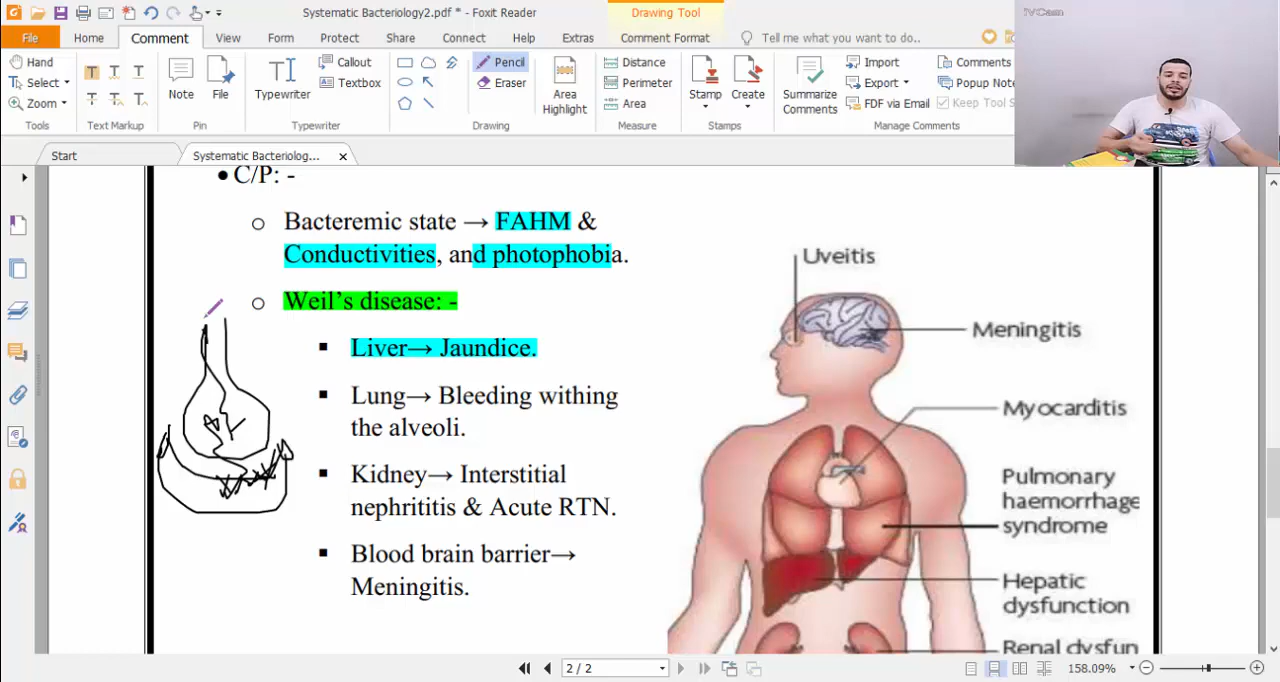 Systematic Bacteriology2.pdf * - Foxit Reader
Drawing Tool
iVCam
File Home Comment View Form Protect Share Connect Help Extras Comment Format Tell me what you want to do..
Hand
Select
Zoom
Tools
T T T
T T T
Text Markup
Note
File
Pin
Typewriter
Callout
Textbox
Typewriter
Pencil
Eraser
Drawing
Area
Highlight
Distance
Perimeter
Area
Measure
Stamp
Create
Stamps
Summarize
Comments
Import
Export
FDF via Email
Comments
Popup Note
Keep Tool S
Manage Comments
Start
Systematic Bacteriolog...
• C/P: -
o Bacteremic state → FAHM &
Conductivities, and photophobia.
o Weil's disease: -
▪ Liver→ Jaundice.
▪ Lung→ Bleeding withing
the alveoli.
▪ Kidney→ Interstitial
nephrititis & Acute RTN.
▪ Blood brain barrier→
Meningitis.
Uveitis
Meningitis
Myocarditis
Pulmonary
haemorrhage
syndrome
Hepatic
dysfunction
Renal dysfun
2 / 2
158.09%